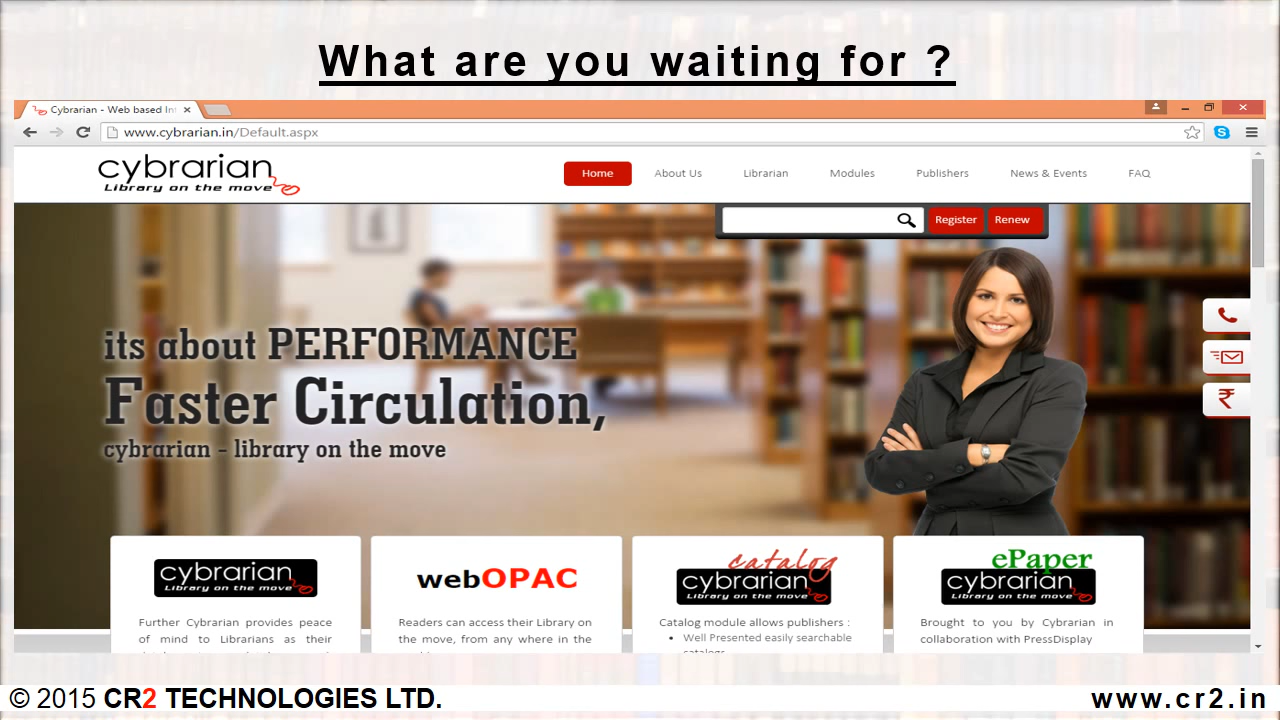 What are you waiting for ?
Cybrarian - Web based In
www.cybrarian.in/Default.aspx
cybrarian
Library on the move
Home About Us Librarian Modules Publishers News & Events FAQ
Register Renew
its about PERFORMANCE
Faster Circulation,
cybrarian - library on the move
cybrarian
Library on the move
Further Cybrarian provides peace
of mind to Librarians as their
webOPAC
Readers can access their Library on
the move, from any where in the
catalog
cybrarian
Library on the move
Catalog module allows publishers :
• Well Presented easily searchable
catalogs
ePaper
cybrarian
Library on the move
Brought to you by Cybrarian in
collaboration with PressDisplay
© 2015 CR2 TECHNOLOGIES LTD.
www.cr2.in